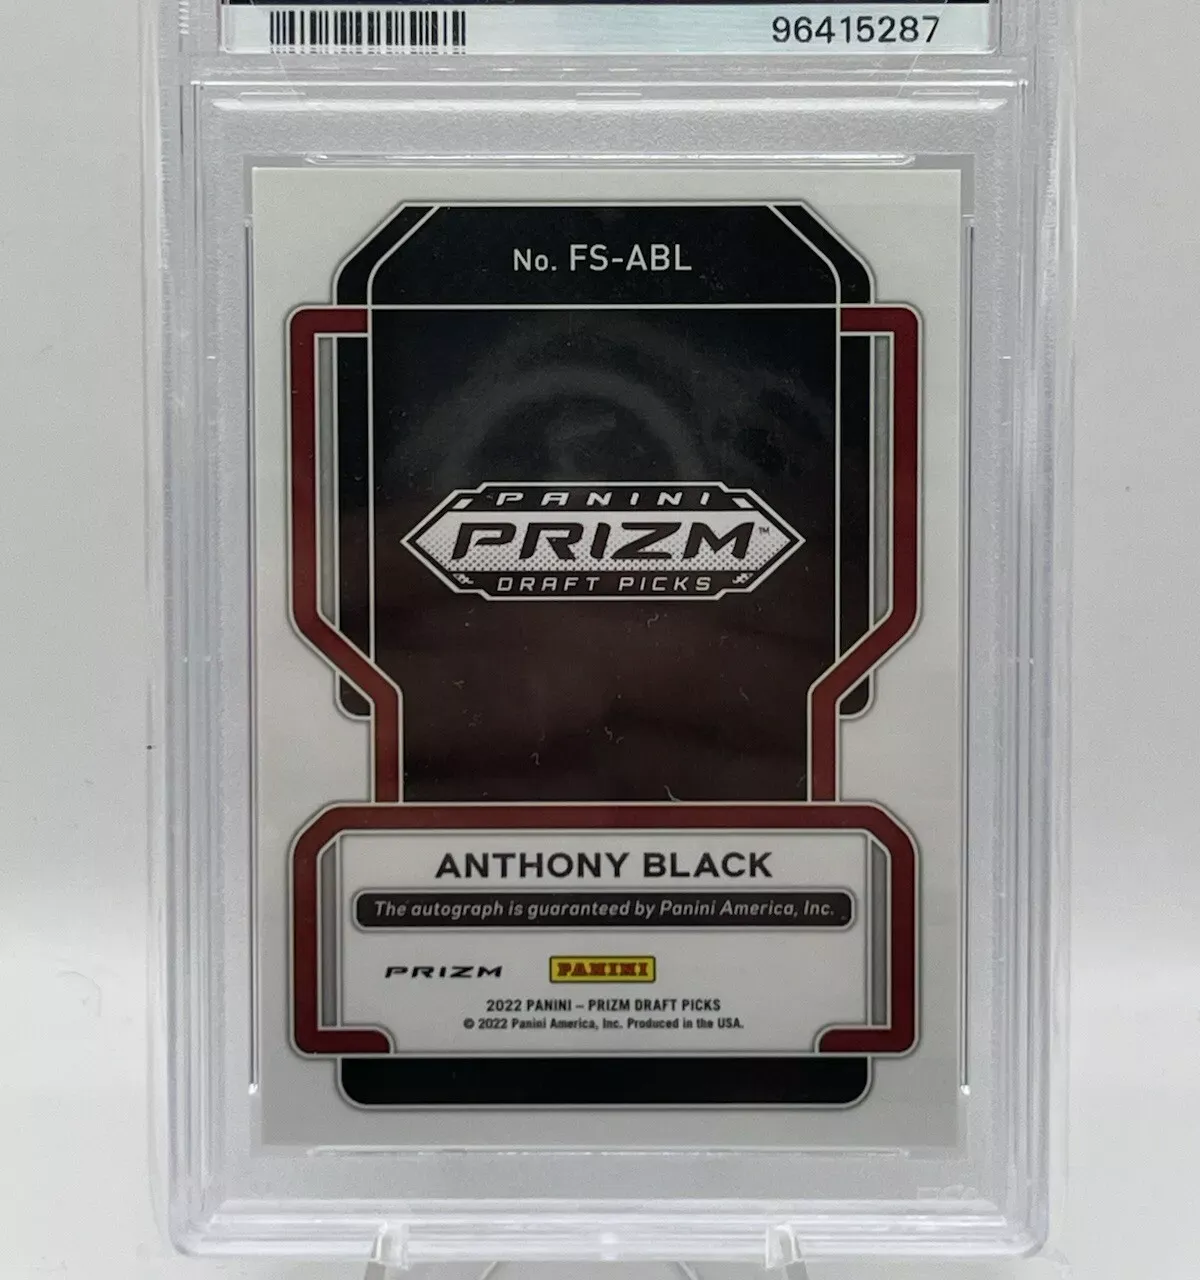 96415287
No. FS-ABL
PANINI
PRIZM™
DRAFT PICKS
ANTHONY BLACK
The autograph is guaranteed by Panini America, Inc.
PRIZM PANINI
2022 PANINI – PRIZM DRAFT PICKS
© 2022 Panini America, Inc. Produced in the USA.